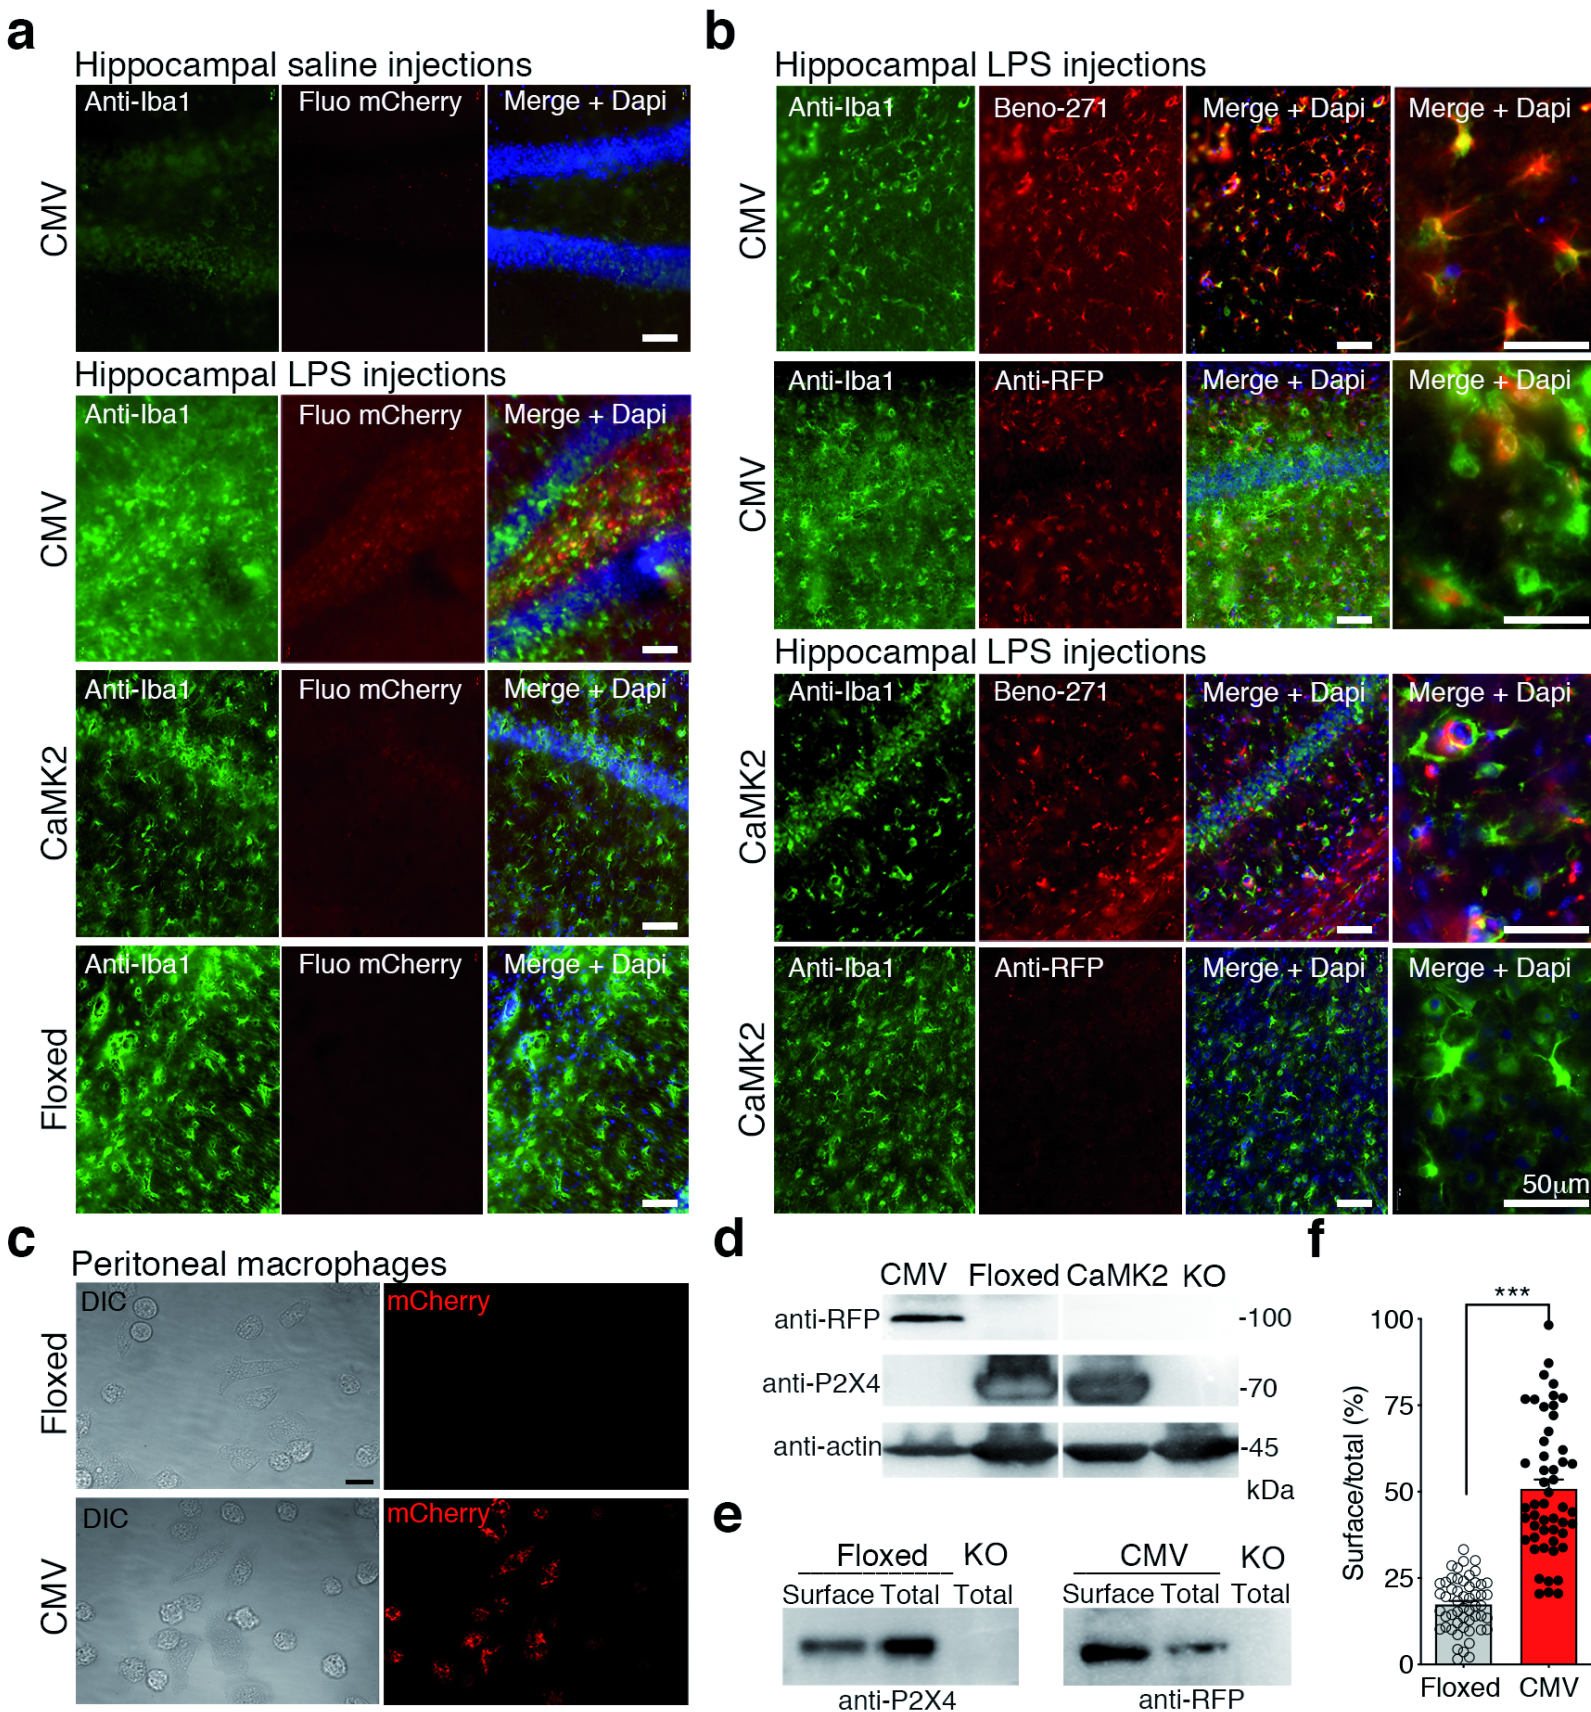 a
Hippocampal saline injections
Anti-Iba1 Fluo mCherry Merge + Dapi
CMV
Hippocampal LPS injections
Anti-Iba1 Fluo mCherry Merge + Dapi
CMV
Anti-Iba1 Fluo mCherry Merge + Dapi
CaMK2
Anti-Iba1 Fluo mCherry Merge + Dapi
Floxed
b
Hippocampal LPS injections
Anti-Iba1 Beno-271 Merge + Dapi Merge + Dapi
CMV
Anti-Iba1 Anti-RFP Merge + Dapi Merge + Dapi
CMV
Hippocampal LPS injections
Anti-Iba1 Beno-271 Merge + Dapi Merge + Dapi
CaMK2
Anti-Iba1 Anti-RFP Merge + Dapi Merge + Dapi
CaMK2
50µm
c
Peritoneal macrophages
DIC mCherry
Floxed
DIC mCherry
CMV
d
CMV Floxed CaMK2 KO
anti-RFP -100
anti-P2X4 -70
anti-actin -45
kDa
e
Floxed KO CMV KO
Surface Total Total Surface Total Total
anti-P2X4 anti-RFP
f
***
Surface/total (%)
100
75
50
25
0
Floxed CMV